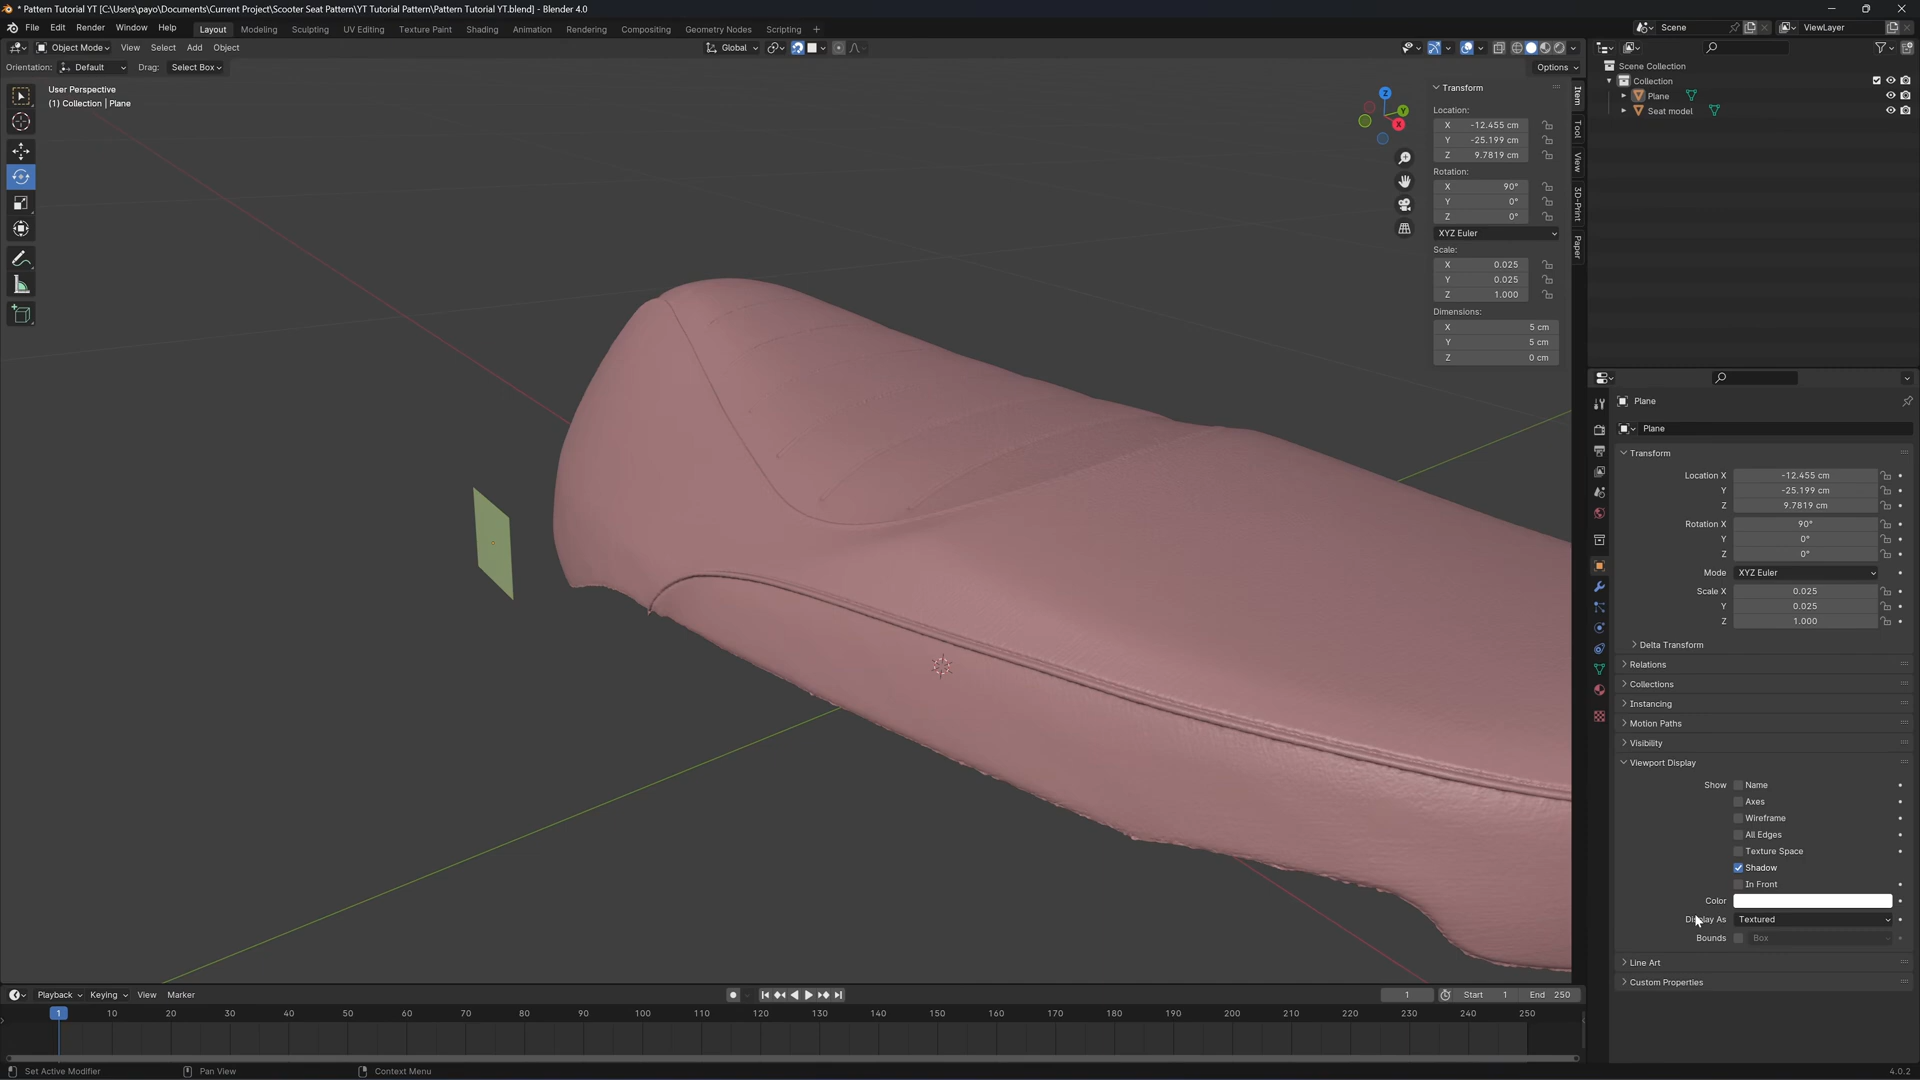 * Pattern Tutorial YT [C:\Users\payo\Documents\Current Project\Scooter Seat Pattern\YT Tutorial Pattern\Pattern Tutorial YT.blend] - Blender 4.0
File Edit Render Window Help Layout Modeling Sculpting UV Editing Texture Paint Shading Animation Rendering Compositing Geometry Nodes Scripting + Scene ViewLayer
Object Mode View Select Add Object Global
Orientation: Default Drag: Select Box Options
User Perspective
(1) Collection | Plane
Z
Y
X
Transform
Location:
X -12.455 cm
Y -25.199 cm
Z 9.7819 cm
Rotation:
X 90°
Y 0°
Z 0°
XYZ Euler
Scale:
X 0.025
Y 0.025
Z 1.000
Dimensions:
X 5 cm
Y 5 cm
Z 0 cm
Item
Tool
View
3D-Print
Paper
Scene Collection
Collection
Plane
Seat model
Plane
Plane
Transform
Location X -12.455 cm
Y -25.199 cm
Z 9.7819 cm
Rotation X 90°
Y 0°
Z 0°
Mode XYZ Euler
Scale X 0.025
Y 0.025
Z 1.000
Delta Transform
Relations
Collections
Instancing
Motion Paths
Visibility
Viewport Display
Show Name
Axes
Wireframe
All Edges
Texture Space
Shadow
In Front
Color
Display As Textured
Bounds Box
Line Art
Custom Properties
Playback Keying View Marker 1 Start 1 End 250
1 10 20 30 40 50 60 70 80 90 100 110 120 130 140 150 160 170 180 190 200 210 220 230 240 250
Set Active Modifier Pan View Context Menu 4.0.2